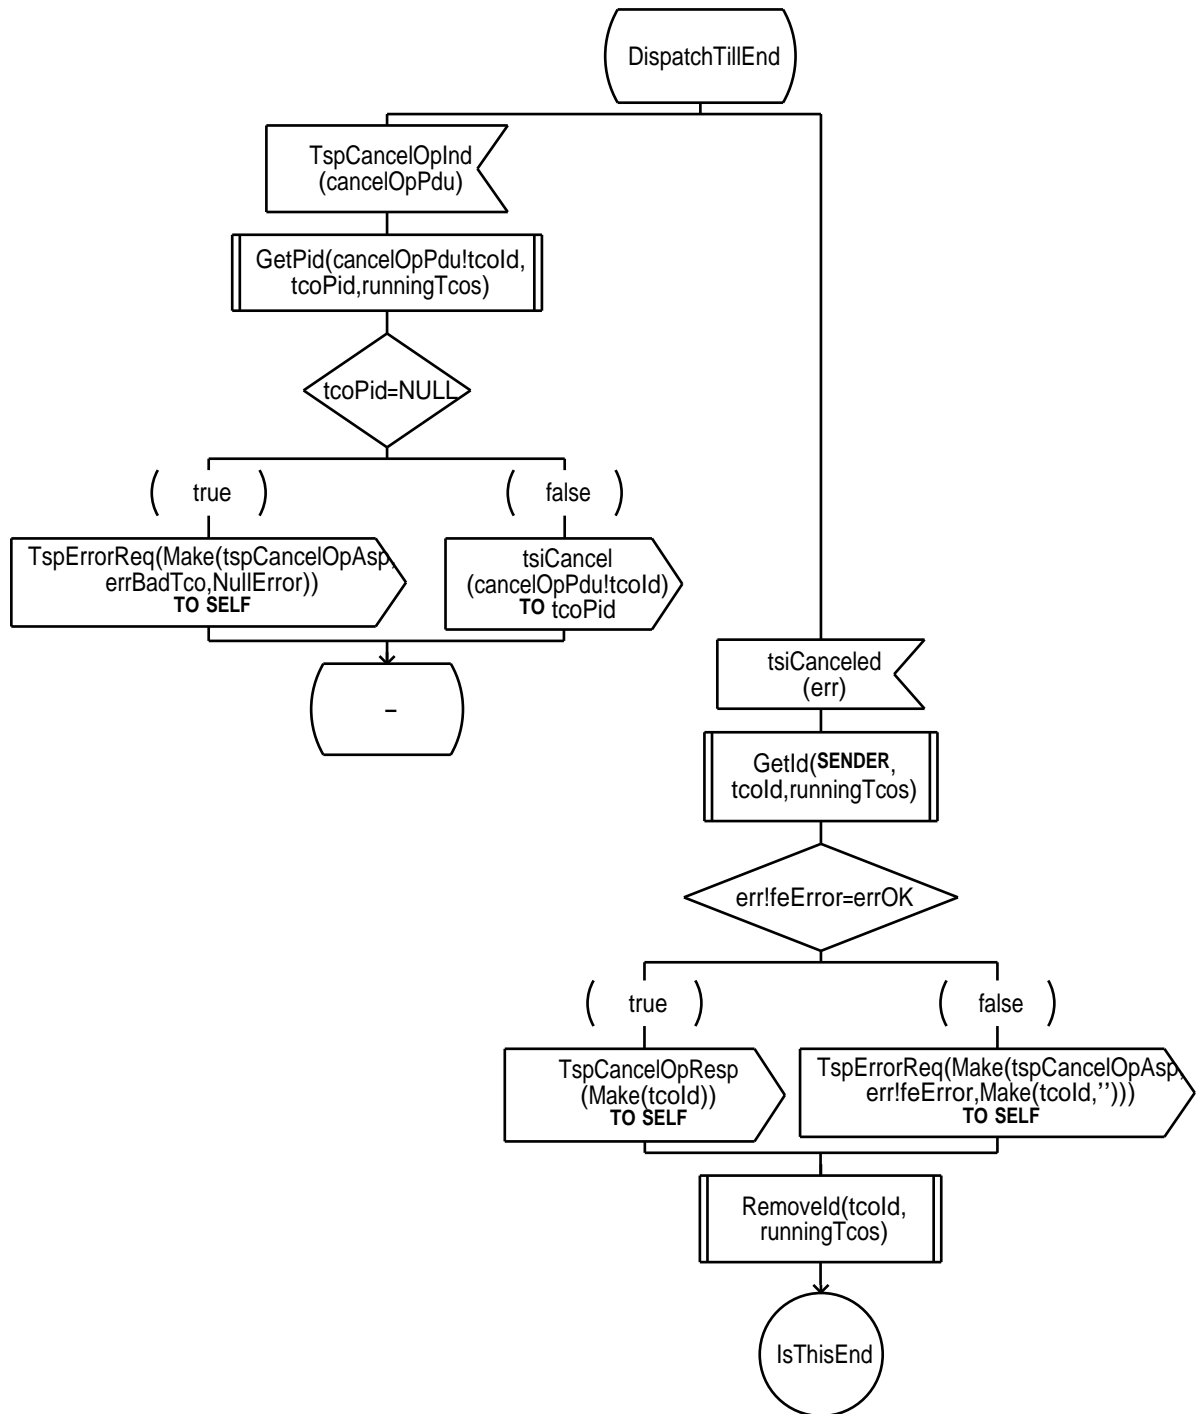 DispatchTillEnd
TspCancelOpInd
(cancelOpPdu)
GetPid(cancelOpPdu!tcoId,
tcoPid,runningTcos)
tcoPid=NULL
( true )
( false )
TspErrorReq(Make(tspCancelOpAsp,
errBadTco,NullError))
TO SELF
tsiCancel
(cancelOpPdu!tcoId)
TO tcoPid
–
tsiCanceled
(err)
GetId(SENDER,
tcoId,runningTcos)
err!feError=errOK
( true )
( false )
TspCancelOpResp
(Make(tcoId))
TO SELF
TspErrorReq(Make(tspCancelOpAsp,
err!feError,Make(tcoId,'')))
TO SELF
RemoveId(tcoId,
runningTcos)
IsThisEnd